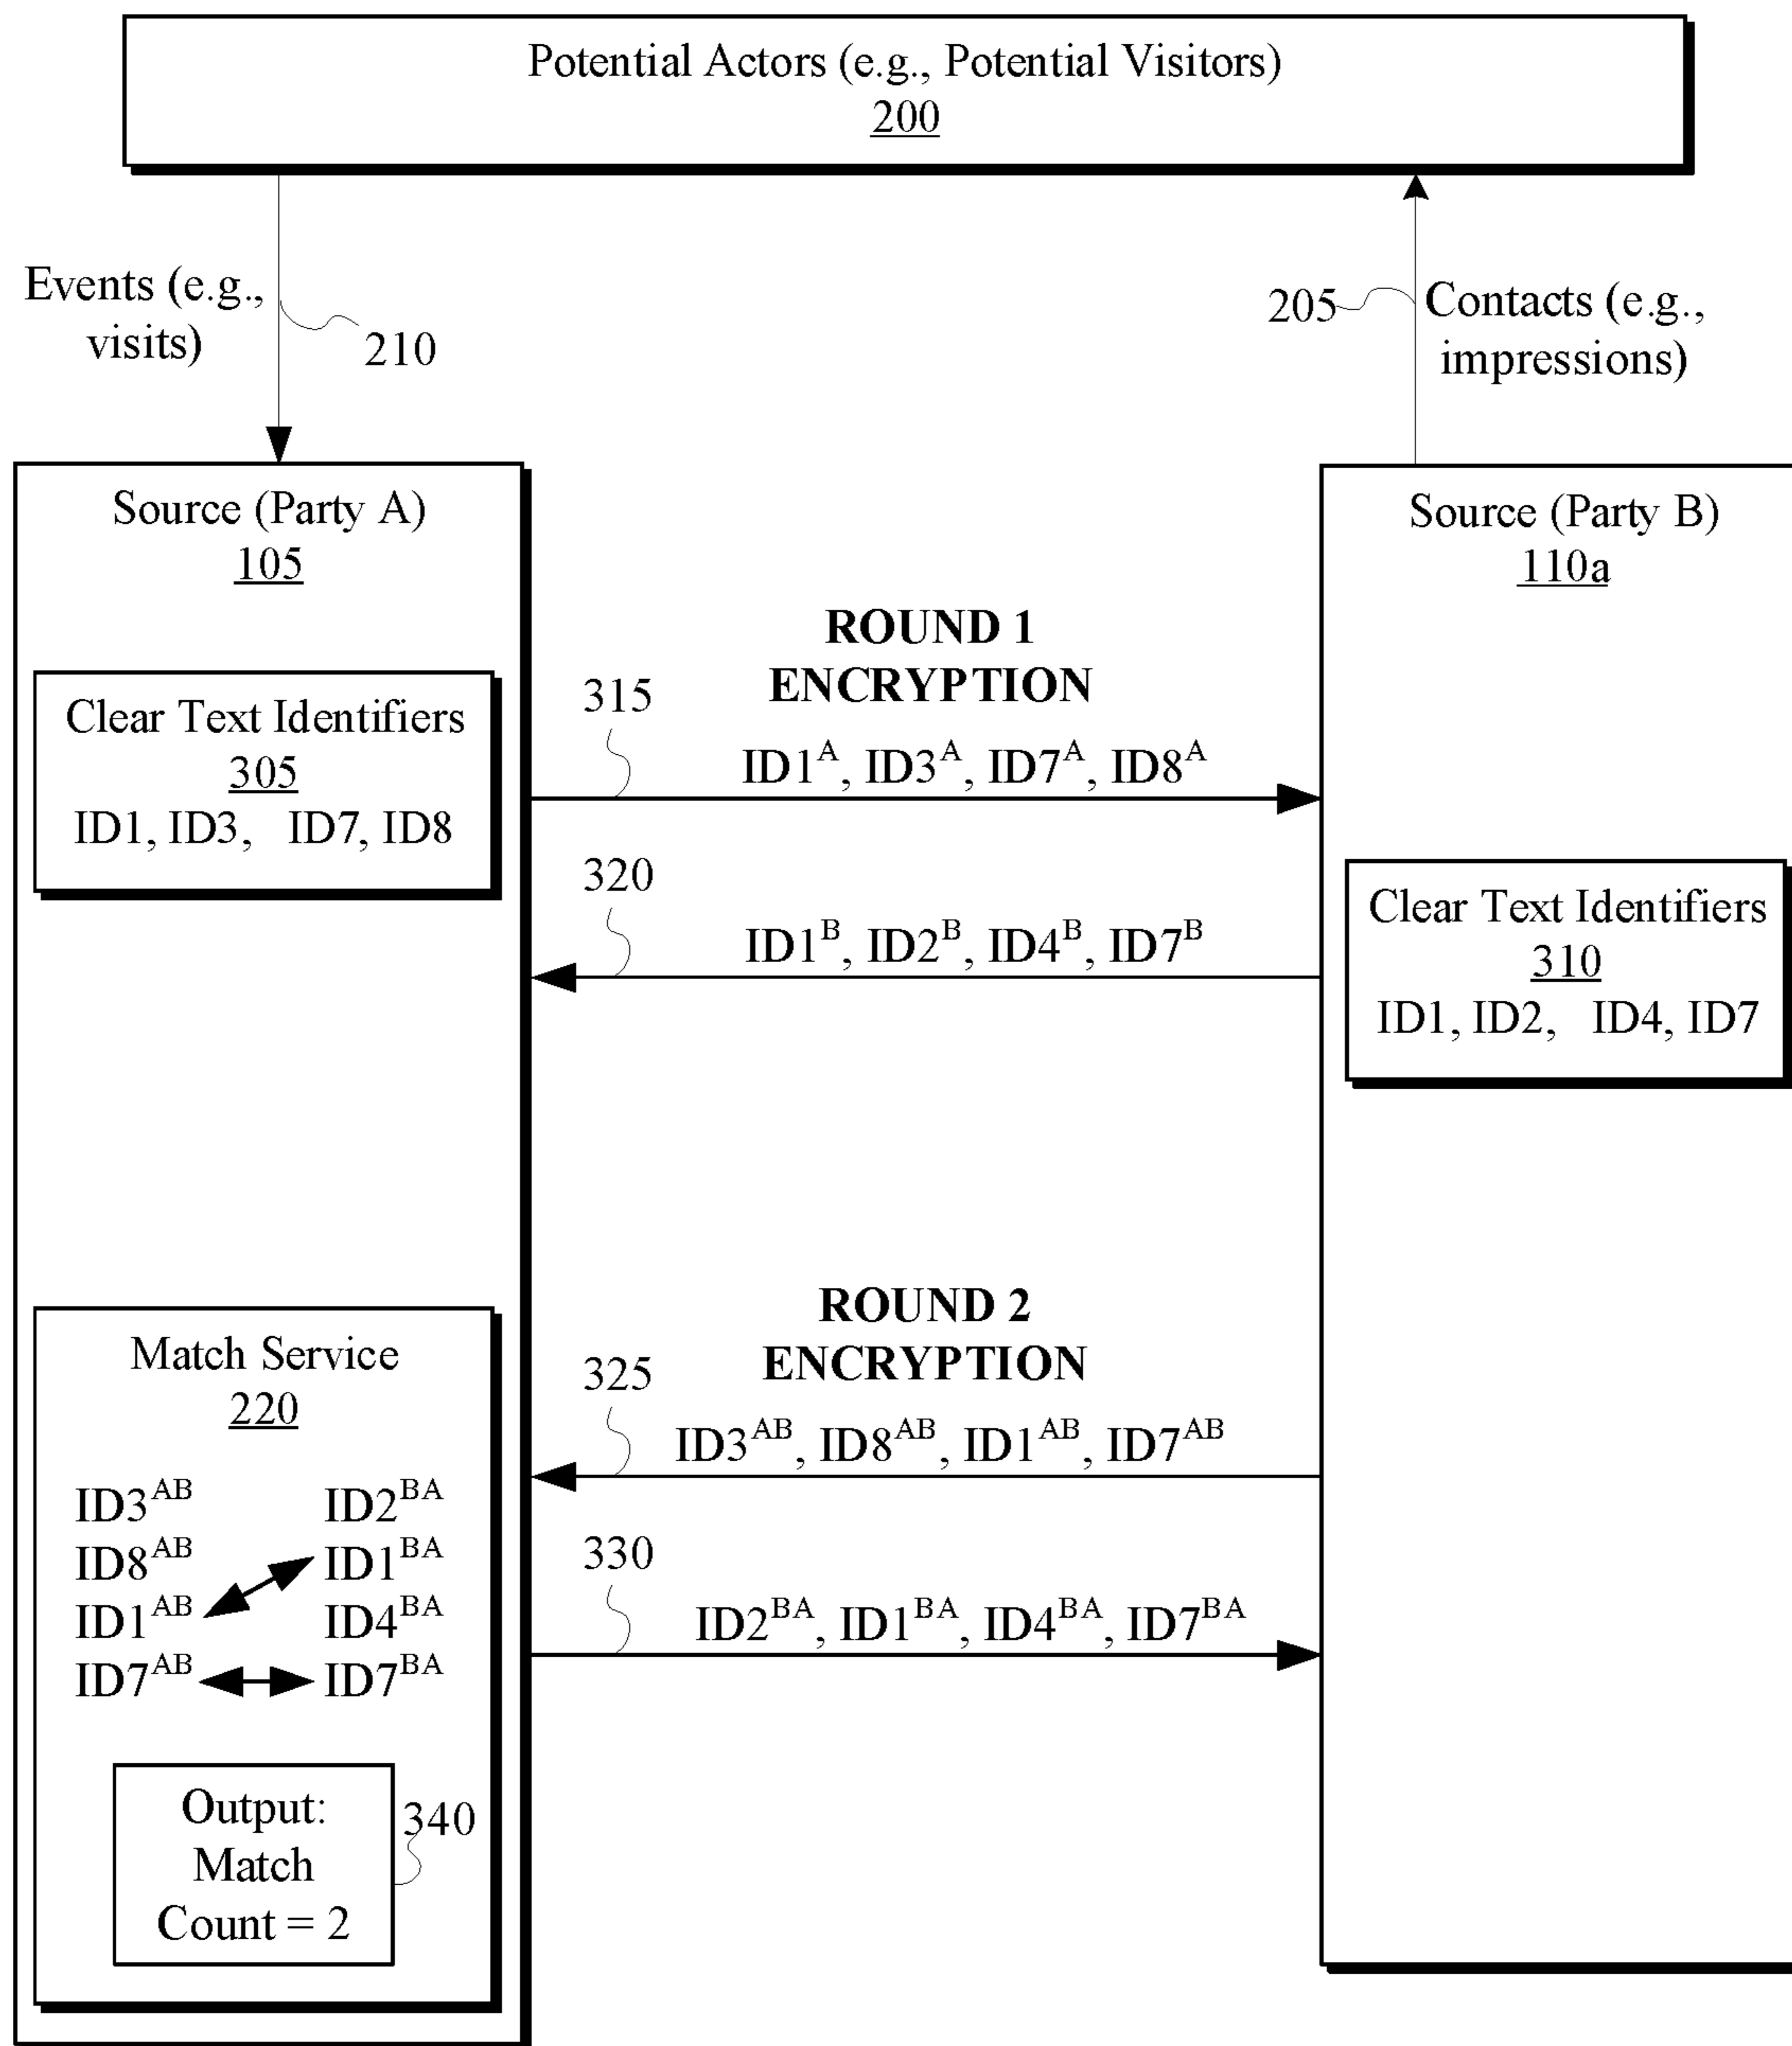 Potential Actors (e.g., Potential Visitors)
200
Events (e.g.,
visits)
210
205
Contacts (e.g.,
impressions)
Source (Party A)
105
Source (Party B)
110a
ROUND 1
ENCRYPTION
315
ID1^A, ID3^A, ID7^A, ID8^A
Clear Text Identifiers
305
ID1, ID3, ID7, ID8
320
ID1^B, ID2^B, ID4^B, ID7^B
Clear Text Identifiers
310
ID1, ID2, ID4, ID7
ROUND 2
ENCRYPTION
325
ID3^AB, ID8^AB, ID1^AB, ID7^AB
330
ID2^BA, ID1^BA, ID4^BA, ID7^BA
Match Service
220
ID3^AB ID2^BA
ID8^AB ID1^BA
ID1^AB ID4^BA
ID7^AB ID7^BA
Output:
Match
Count = 2
340